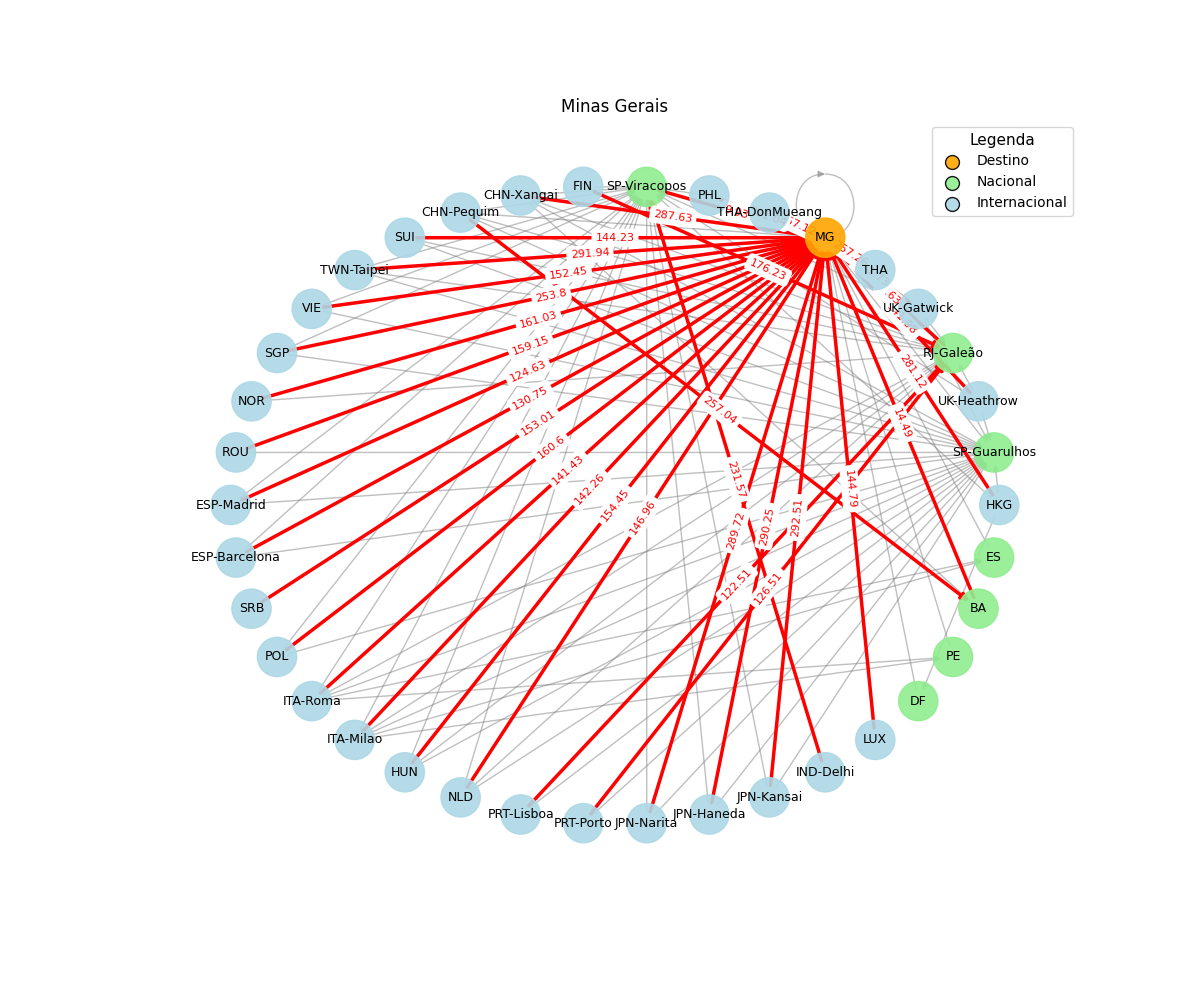 Minas Gerais
Legenda
Destino
Nacional
Internacional
FIN
SP-Viracopos
PHL
CHN-Xangai
THA-DonMueang
CHN-Pequim
287.63
SUI
144.23
MG
291.94
176.23
TWN-Taipei
152.45
THA
253.8
VIE
UK-Gatwick
161.03
159.15
SGP
RJ-Galeão
124.63
281.12
NOR
130.75
UK-Heathrow
257.04
153.01
14.49
ROU
160.6
SP-Guarulhos
141.43
231.57
142.26
144.79
ESP-Madrid
154.45
HKG
146.96
292.51
290.25
289.72
ESP-Barcelona
ES
122.51
126.51
SRB
BA
POL
PE
ITA-Roma
DF
ITA-Milao
LUX
HUN
IND-Delhi
NLD
JPN-Kansai
PRT-Lisboa
PRT-Porto
JPN-Narita
JPN-Haneda